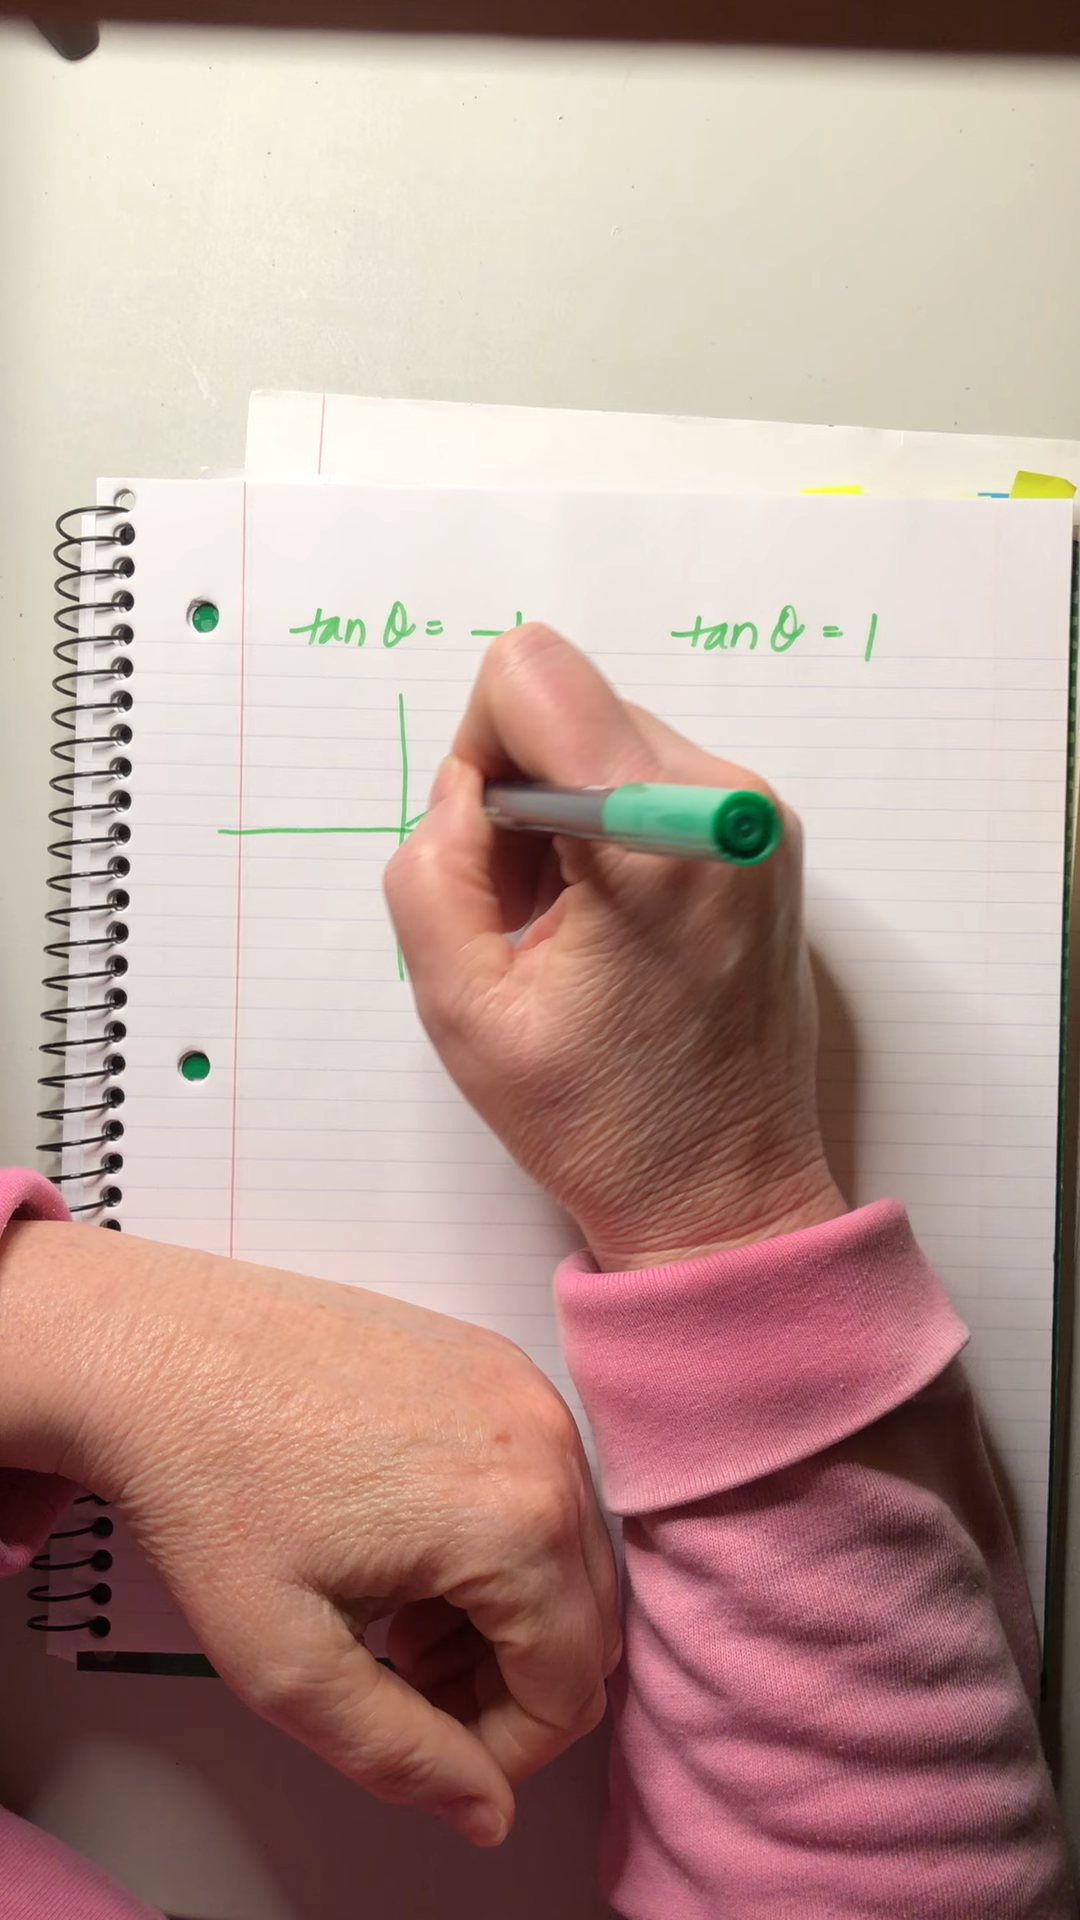 tan θ = -1 tan θ = 1